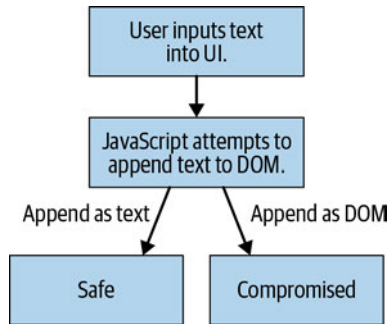 User inputs text
into UI.
JavaScript attempts to
append text to DOM.
Append as text
Append as DOM
Safe
Compromised